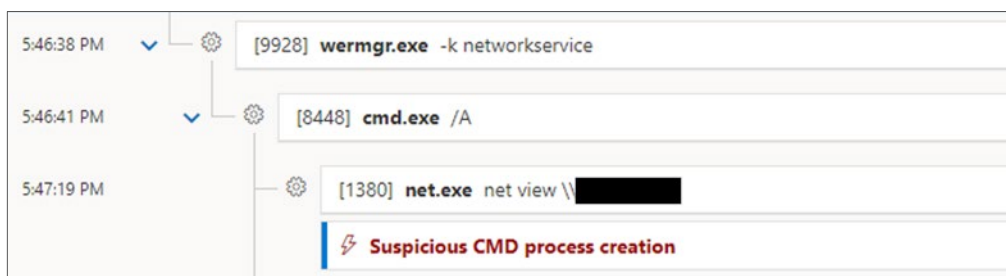 5:46:38 PM [9928] wermgr.exe -k networkservice
5:46:41 PM [8448] cmd.exe /A
5:47:19 PM [1380] net.exe net view \\
Suspicious CMD process creation